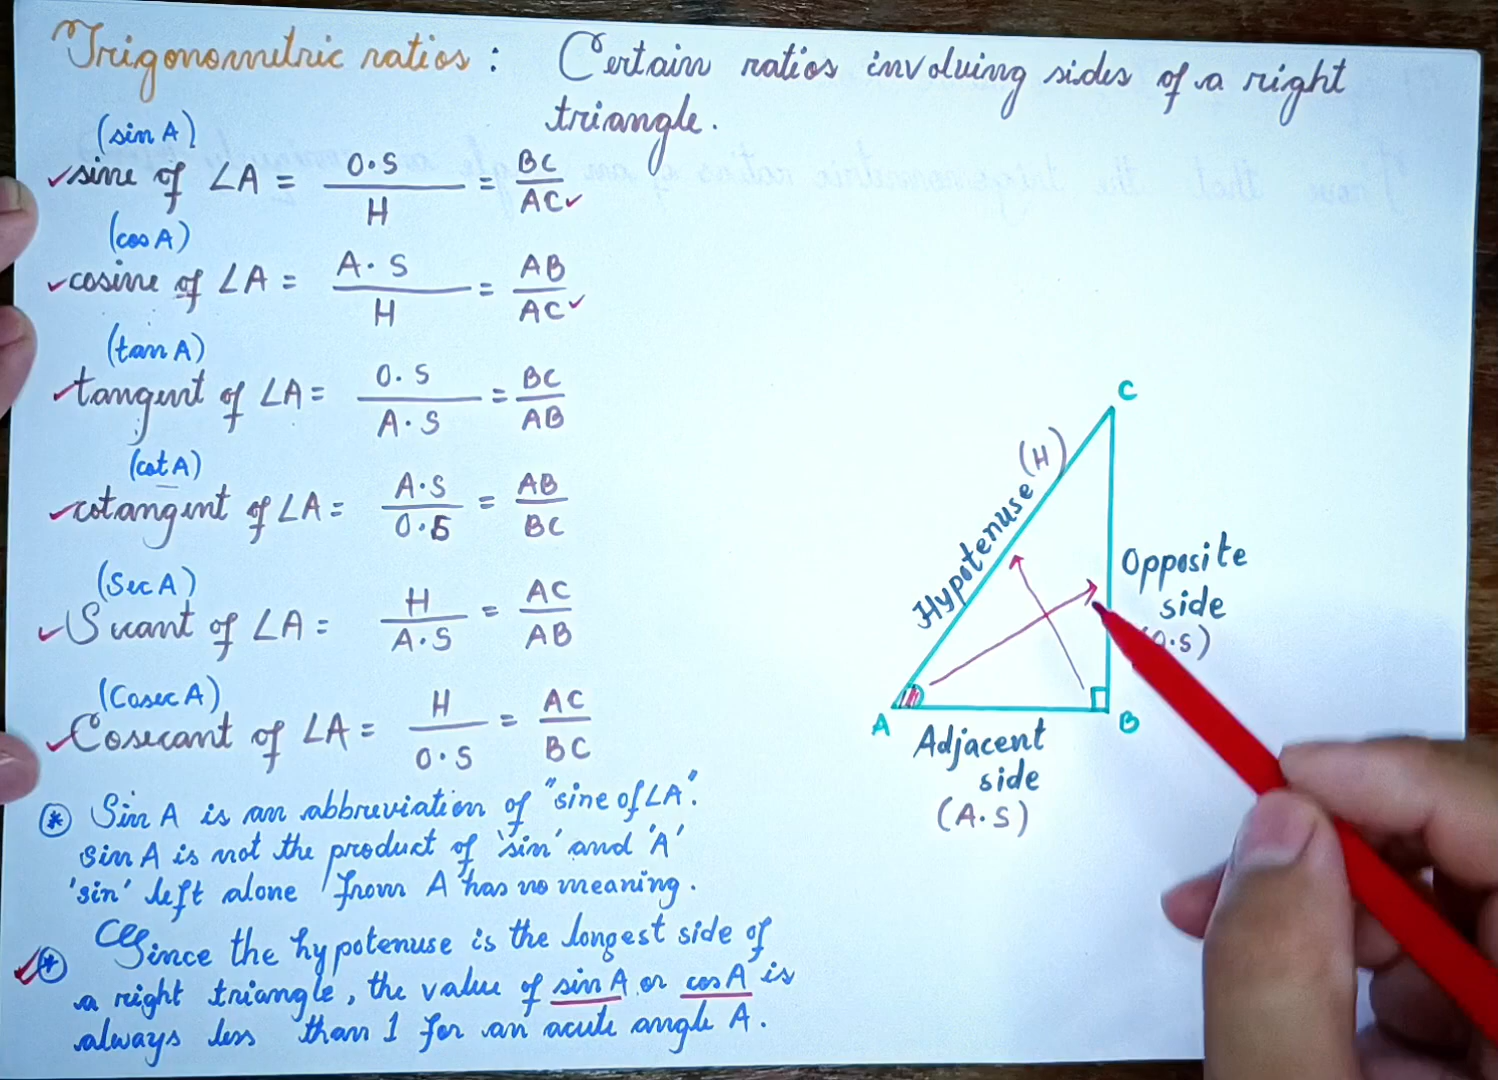 Trigonometric ratios : Certain ratios involving sides of a right
triangle.
(sin A)
sine of ∠A = O.S / H = BC / AC
(cos A)
cosine of ∠A = A.S / H = AB / AC
(tan A)
tangent of ∠A = O.S / A.S = BC / AB
(cot A)
cotangent of ∠A = A.S / O.S = AB / BC
(Sec A)
Secant of ∠A = H / A.S = AC / AB
(Cosec A)
Cosecant of ∠A = H / O.S = AC / BC
* Sin A is an abbreviation of "sine of ∠A".
sin A is not the product of 'sin' and 'A'
'sin' left alone from A has no meaning.
* Since the hypotenuse is the longest side of
a right triangle, the value of sin A or cos A is
always less than 1 for an acute angle A.
C
Hypotenuse (H)
Opposite
side
(O.S)
A
B
Adjacent
side
(A.S)